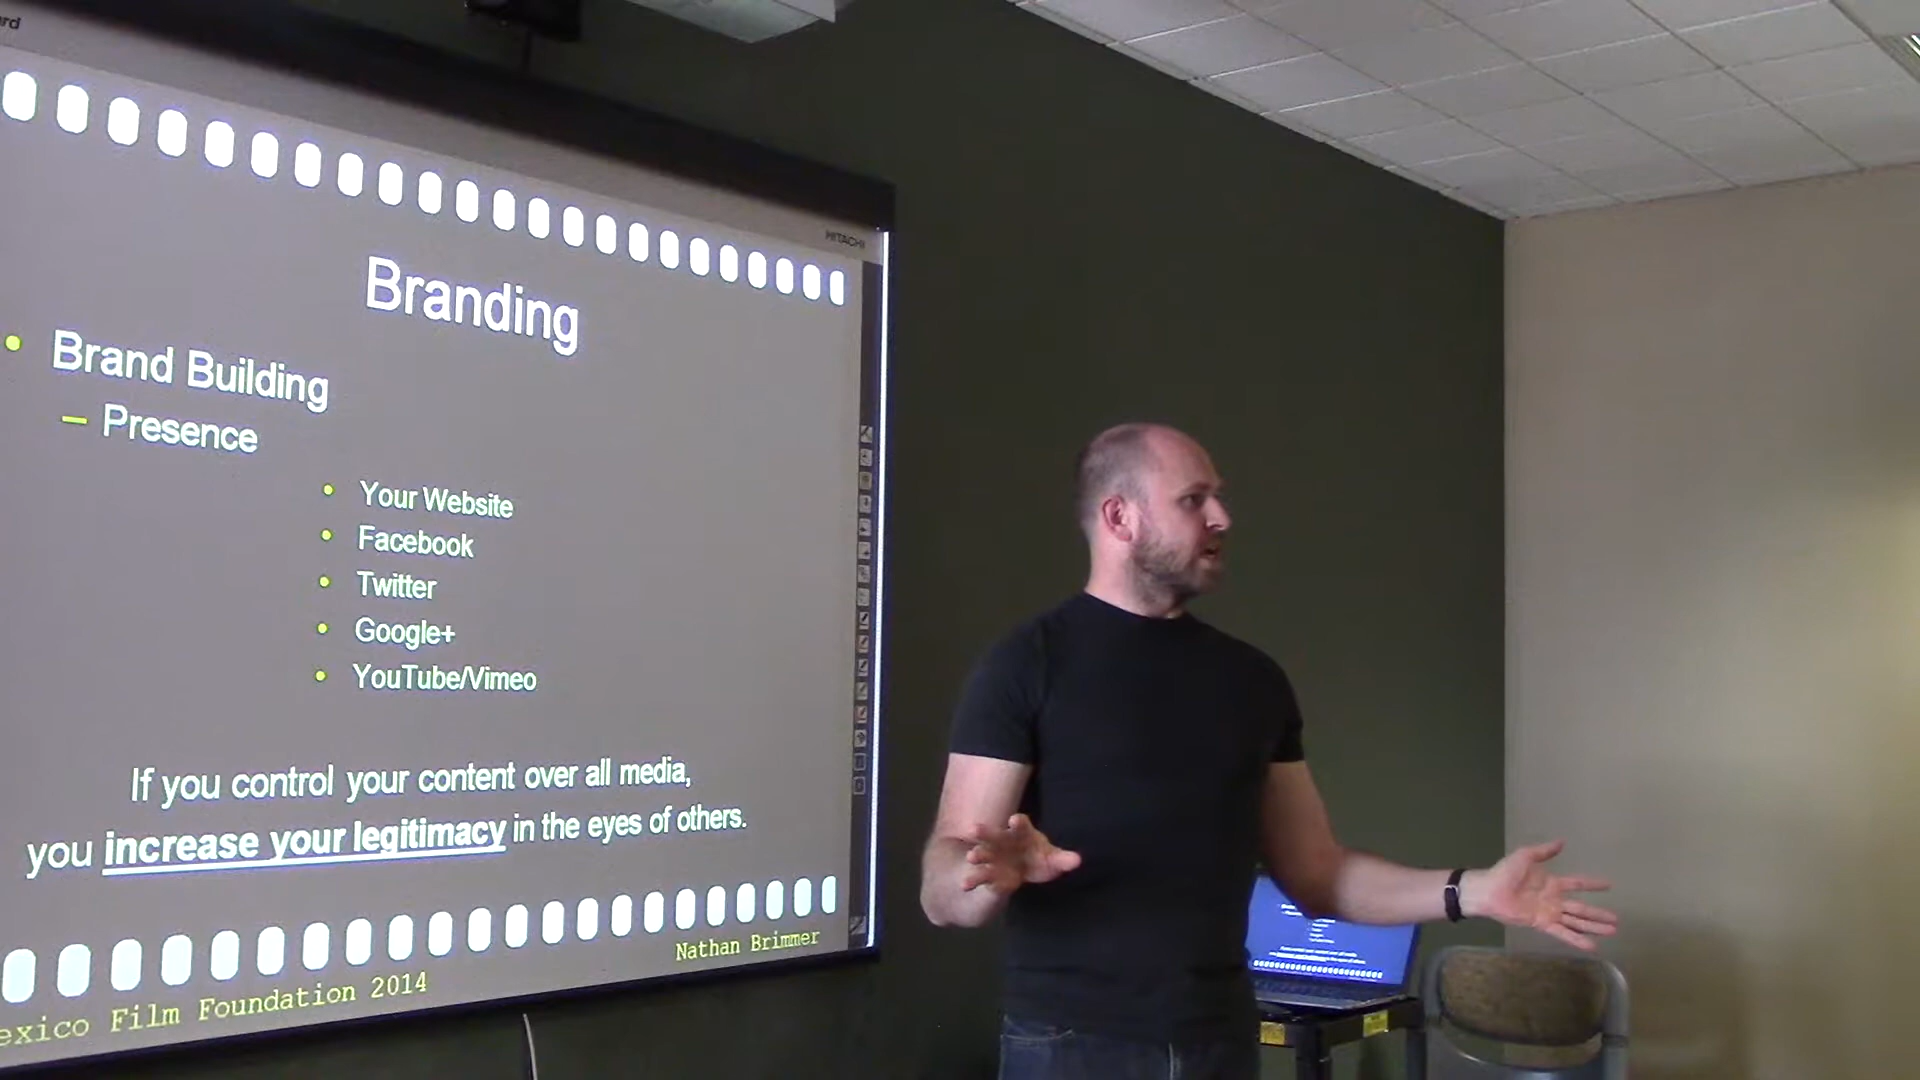 rd
HITACHI
Branding
• Brand Building
– Presence
• Your Website
• Facebook
• Twitter
• Google+
• YouTube/Vimeo
If you control your content over all media,
you increase your legitimacy in the eyes of others.
Nathan Brimmer
exico Film Foundation 2014